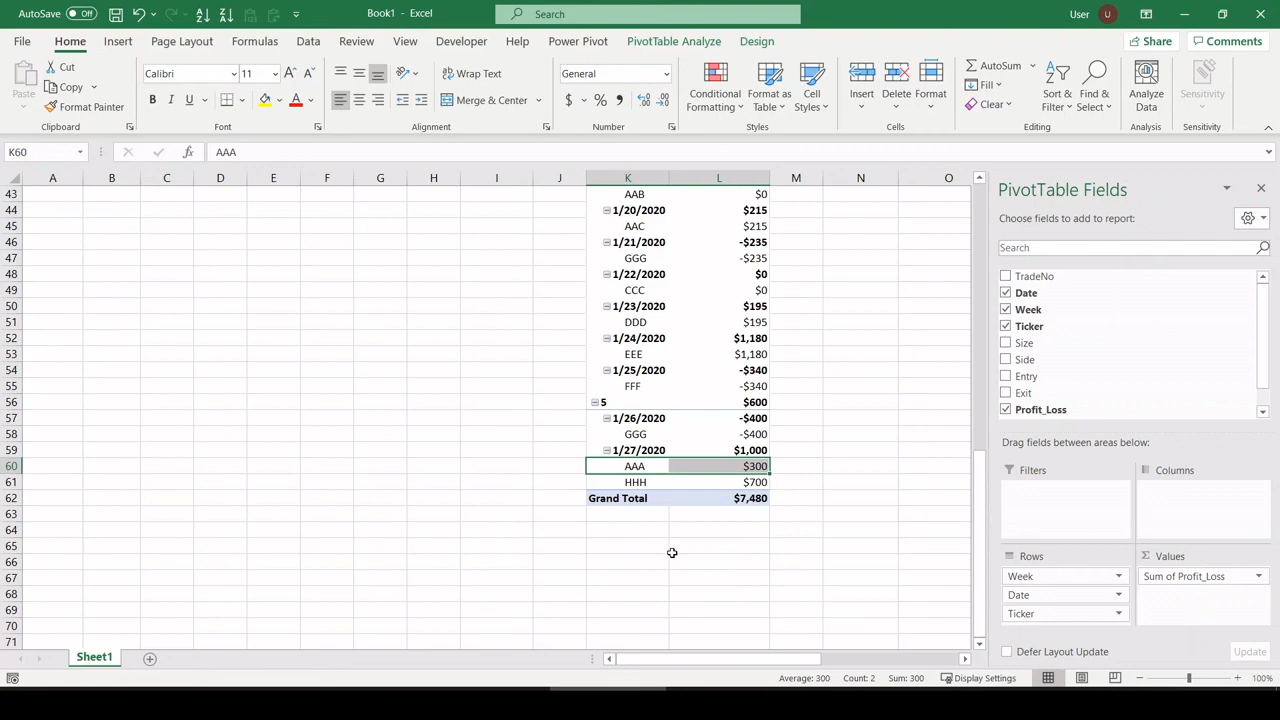 AutoSave Off Book1 - Excel Search User U
File Home Insert Page Layout Formulas Data Review View Developer Help Power Pivot PivotTable Analyze Design Share Comments
Paste Cut Copy Format Painter Clipboard
Calibri 11 B I U A Font
Wrap Text Merge & Center Alignment
General $ % , Number
Conditional Formatting Format as Table Cell Styles Styles
Insert Delete Format Cells
AutoSum Fill Clear Sort & Filter Find & Select Editing
Analyze Data Analysis
Sensitivity Sensitivity
K60 fx AAA
A B C D E F G H I J K L M N O
43 AAB $0
44 1/20/2020 $215
45 AAC $215
46 1/21/2020 -$235
47 GGG -$235
48 1/22/2020 $0
49 CCC $0
50 1/23/2020 $195
51 DDD $195
52 1/24/2020 $1,180
53 EEE $1,180
54 1/25/2020 -$340
55 FFF -$340
56 5 $600
57 1/26/2020 -$400
58 GGG -$400
59 1/27/2020 $1,000
60 AAA $300
61 HHH $700
62 Grand Total $7,480
63
64
65
66
67
68
69
70
71
PivotTable Fields
Choose fields to add to report:
Search
TradeNo
Date
Week
Ticker
Size
Side
Entry
Exit
Profit_Loss
Drag fields between areas below:
Filters Columns
Rows Values
Week Sum of Profit_Loss
Date
Ticker
Defer Layout Update Update
Sheet1
Average: 300 Count: 2 Sum: 300 Display Settings 100%